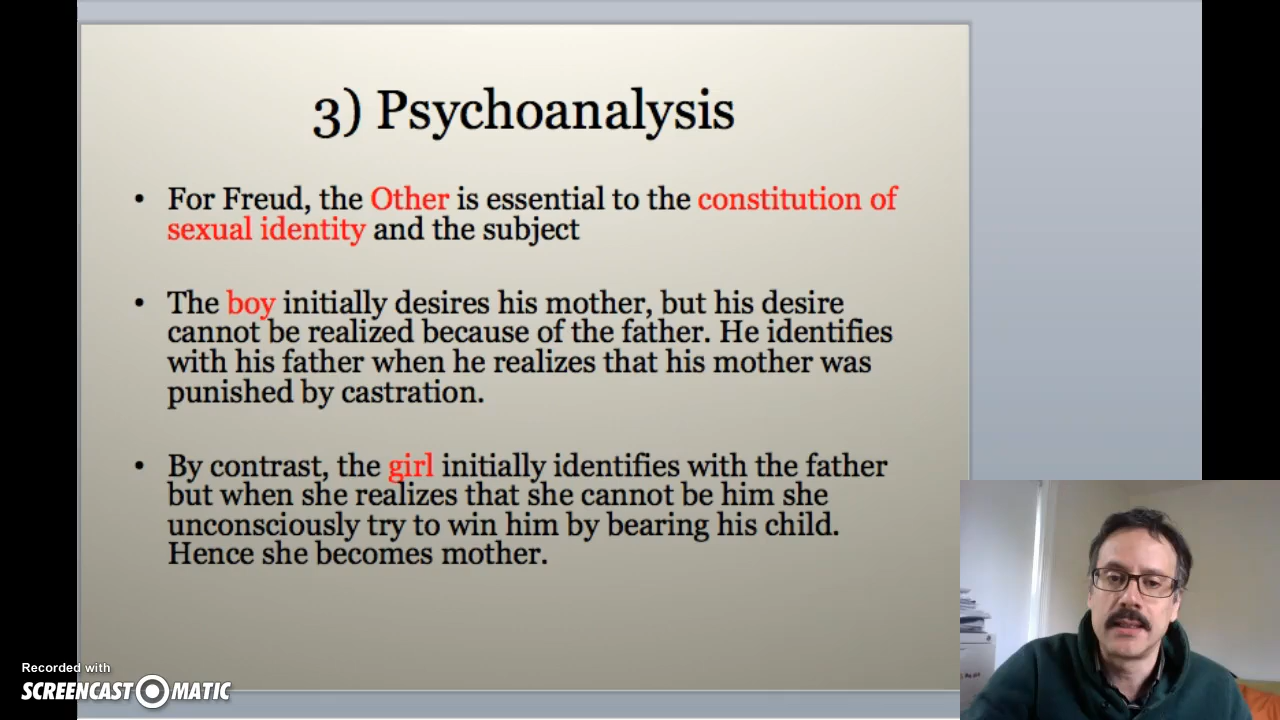 3) Psychoanalysis
• For Freud, the Other is essential to the constitution of
sexual identity and the subject
• The boy initially desires his mother, but his desire
cannot be realized because of the father. He identifies
with his father when he realizes that his mother was
punished by castration.
• By contrast, the girl initially identifies with the father
but when she realizes that she cannot be him she
unconsciously try to win him by bearing his child.
Hence she becomes mother.
Recorded with
SCREENCAST O MATIC